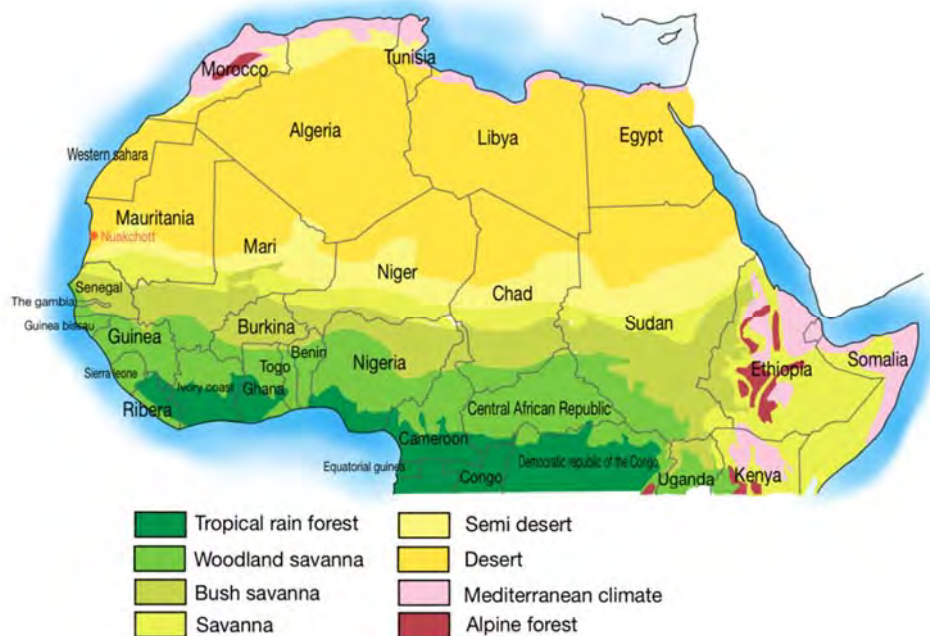 Tunisia
Morocco
Algeria
Libya
Egypt
Western sahara
Mauritania
Nuakchott
Mari
Niger
Chad
Sudan
Senegal
The gambia
Guinea bissau
Guinea
Burkina
Benin
Togo
Nigeria
Sierra leone
Ivory coast
Ghana
Ribera
Central African Republic
Ethiopia
Somalia
Cameroon
Equatorial guinea
Congo
Democratic republic of the Congo
Uganda
Kenya
Tropical rain forest
Woodland savanna
Bush savanna
Savanna
Semi desert
Desert
Mediterranean climate
Alpine forest